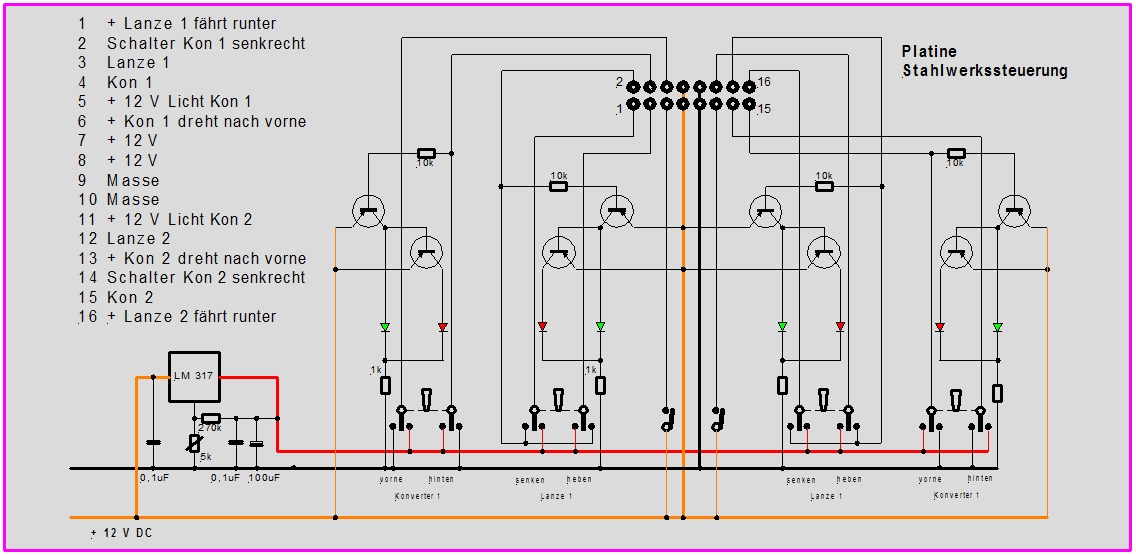 1 + Lanze 1 fährt runter
2 Schalter Kon 1 senkrecht
3 Lanze 1
4 Kon 1
5 + 12 V Licht Kon 1
6 + Kon 1 dreht nach vorne
7 + 12 V
8 + 12 V
9 Masse
10 Masse
11 + 12 V Licht Kon 2
12 Lanze 2
13 + Kon 2 dreht nach vorne
14 Schalter Kon 2 senkrecht
15 Kon 2
16 + Lanze 2 fährt runter
Platine
Stahlwerkssteuerung
2 16
1 15
10k 10k 10k 10k
LM 317
1k 1k
270k
5k
0,1uF 0,1uF 100uF
vorne hinten senken heben senken heben vorne hinten
Konverter 1 Lanze 1 Lanze 1 Konverter 1
+ 12 V DC